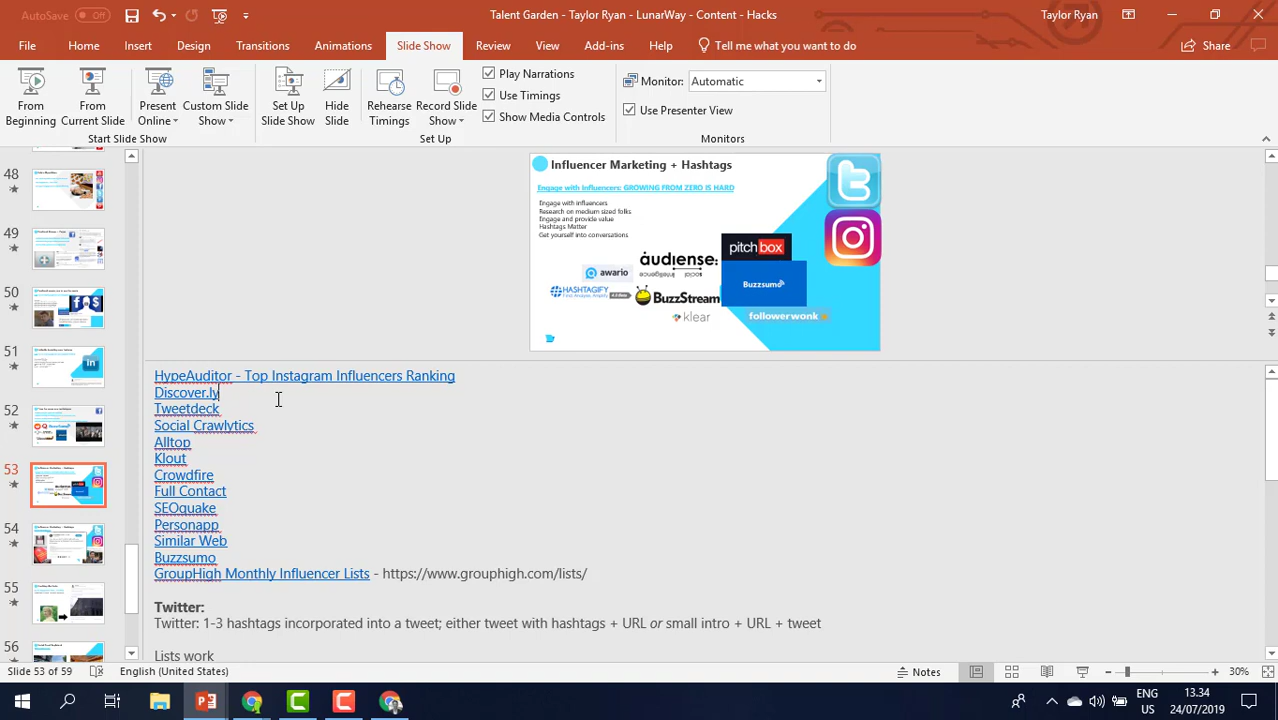 AutoSave Off
Talent Garden - Taylor Ryan - LunarWay - Content - Hacks
Taylor Ryan
File Home Insert Design Transitions Animations Slide Show Review View Add-ins Help Tell me what you want to do Share
From Beginning
From Current Slide
Present Online
Custom Slide Show
Start Slide Show
Set Up Slide Show
Hide Slide
Rehearse Timings
Record Slide Show
Play Narrations
Use Timings
Show Media Controls
Set Up
Monitor: Automatic
Use Presenter View
Monitors
48
49
50
51
52
53
54
55
56
Influencer Marketing + Hashtags
Engage with Influencers: GROWING FROM ZERO IS HARD
Engage with influencers
Research on medium sized folks
Engage and provide value
Hashtags Matter
Get yourself into conversations
pitchbox
audiense:
social intelligence
awario
Buzzsumo
HASHTAGIFY
BuzzStream
klear
followerwonk
HypeAuditor - Top Instagram Influencers Ranking
Discover.ly
Tweetdeck
Social Crawlytics
Alltop
Klout
Crowdfire
Full Contact
SEOquake
Personapp
Similar Web
Buzzsumo
GroupHigh Monthly Influencer Lists - https://www.grouphigh.com/lists/
Twitter:
Twitter: 1-3 hashtags incorporated into a tweet; either tweet with hashtags + URL or small intro + URL + tweet
Lists work
Slide 53 of 59 English (United States) Notes 30%
ENG
US
13.34
24/07/2019